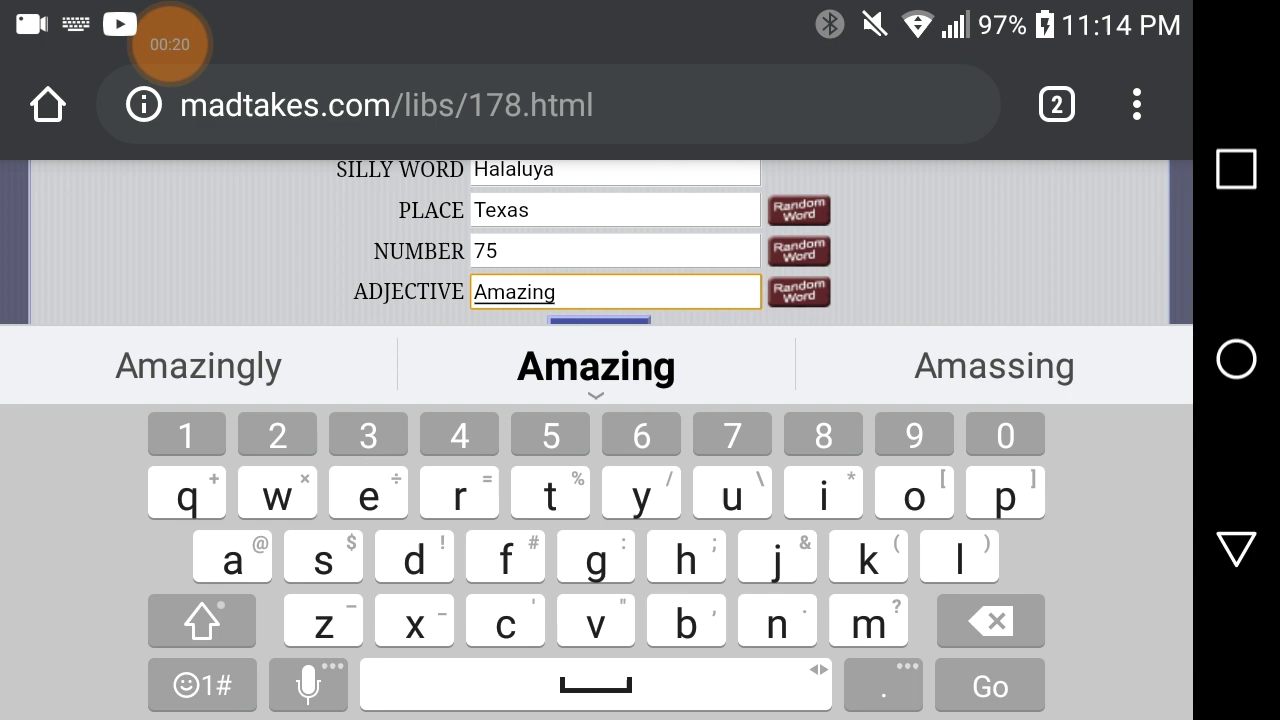 00:20 97% 11:14 PM
madtakes.com/libs/178.html 2
SILLY WORD Halaluya
PLACE Texas Random Word
NUMBER 75 Random Word
ADJECTIVE Amazing Random Word
Amazingly Amazing Amassing
1 2 3 4 5 6 7 8 9 0
q + w × e ÷ r = t % y / u \ i * o [ p ]
a @ s $ d ! f # g : h ; j & k ( l )
z – x - c ' v " b , n . m ?
1# . Go